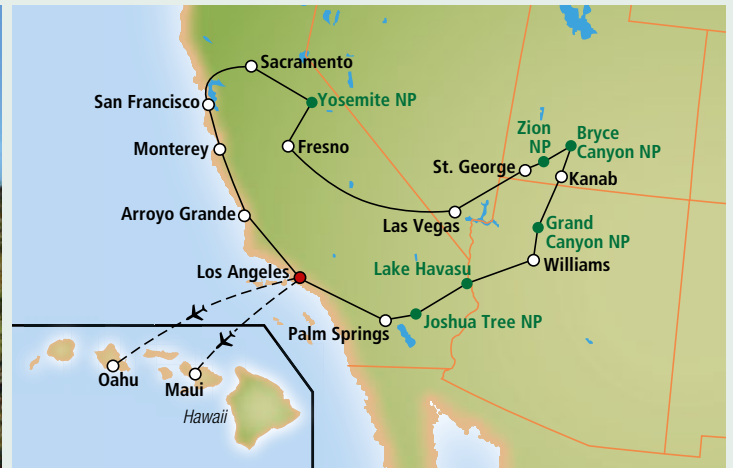 Sacramento
San Francisco
Yosemite NP
Monterey
Fresno
Zion
NP
Bryce
Canyon NP
St. George
Kanab
Arroyo Grande
Las Vegas
Grand
Canyon NP
Los Angeles
Lake Havasu
Williams
Palm Springs
Joshua Tree NP
Oahu
Maui
Hawaii